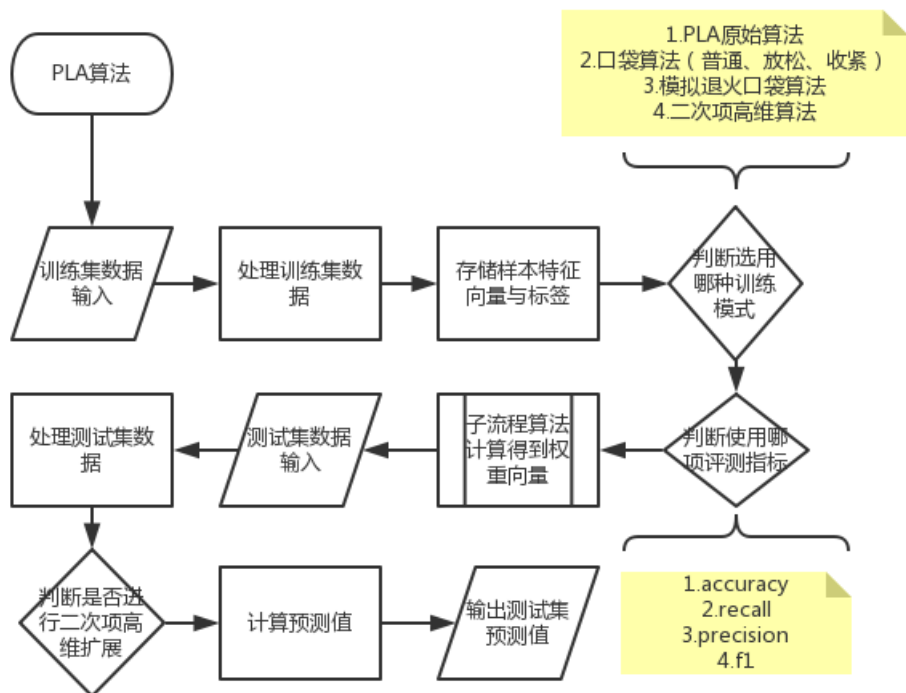 PLA算法
1.PLA原始算法
2.口袋算法（普通、放松、收紧）
3.模拟退火口袋算法
4.二次项高维算法
训练集数据
输入
处理训练集数
据
存储样本特征
向量与标签
判断选用
哪种训练
模式
处理测试集数
据
测试集数据
输入
子流程算法
计算得到权
重向量
判断使用哪
项评测指标
判断是否进
行二次项高
维扩展
计算预测值
输出测试集
预测值
1.accuracy
2.recall
3.precision
4.f1